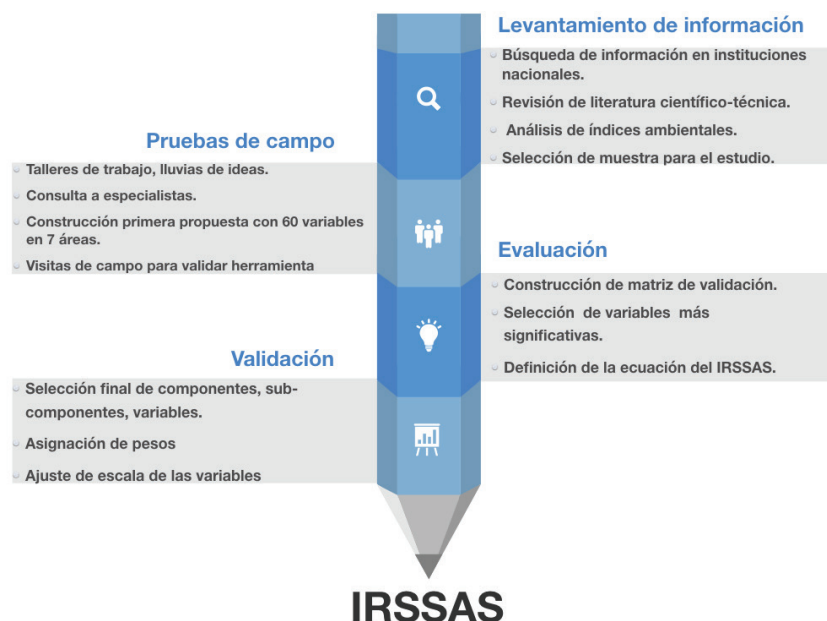 Levantamiento de información
Búsqueda de información en instituciones
nacionales.
Revisión de literatura científico-técnica.
Análisis de índices ambientales.
Selección de muestra para el estudio.
Pruebas de campo
Talleres de trabajo, lluvias de ideas.
Consulta a especialistas.
Construcción primera propuesta con 60 variables
en 7 áreas.
Visitas de campo para validar herramienta
Evaluación
Construcción de matriz de validación.
Selección de variables más
significativas.
Definición de la ecuación del IRSSAS.
Validación
Selección final de componentes, sub-
componentes, variables.
Asignación de pesos
Ajuste de escala de las variables
IRSSAS